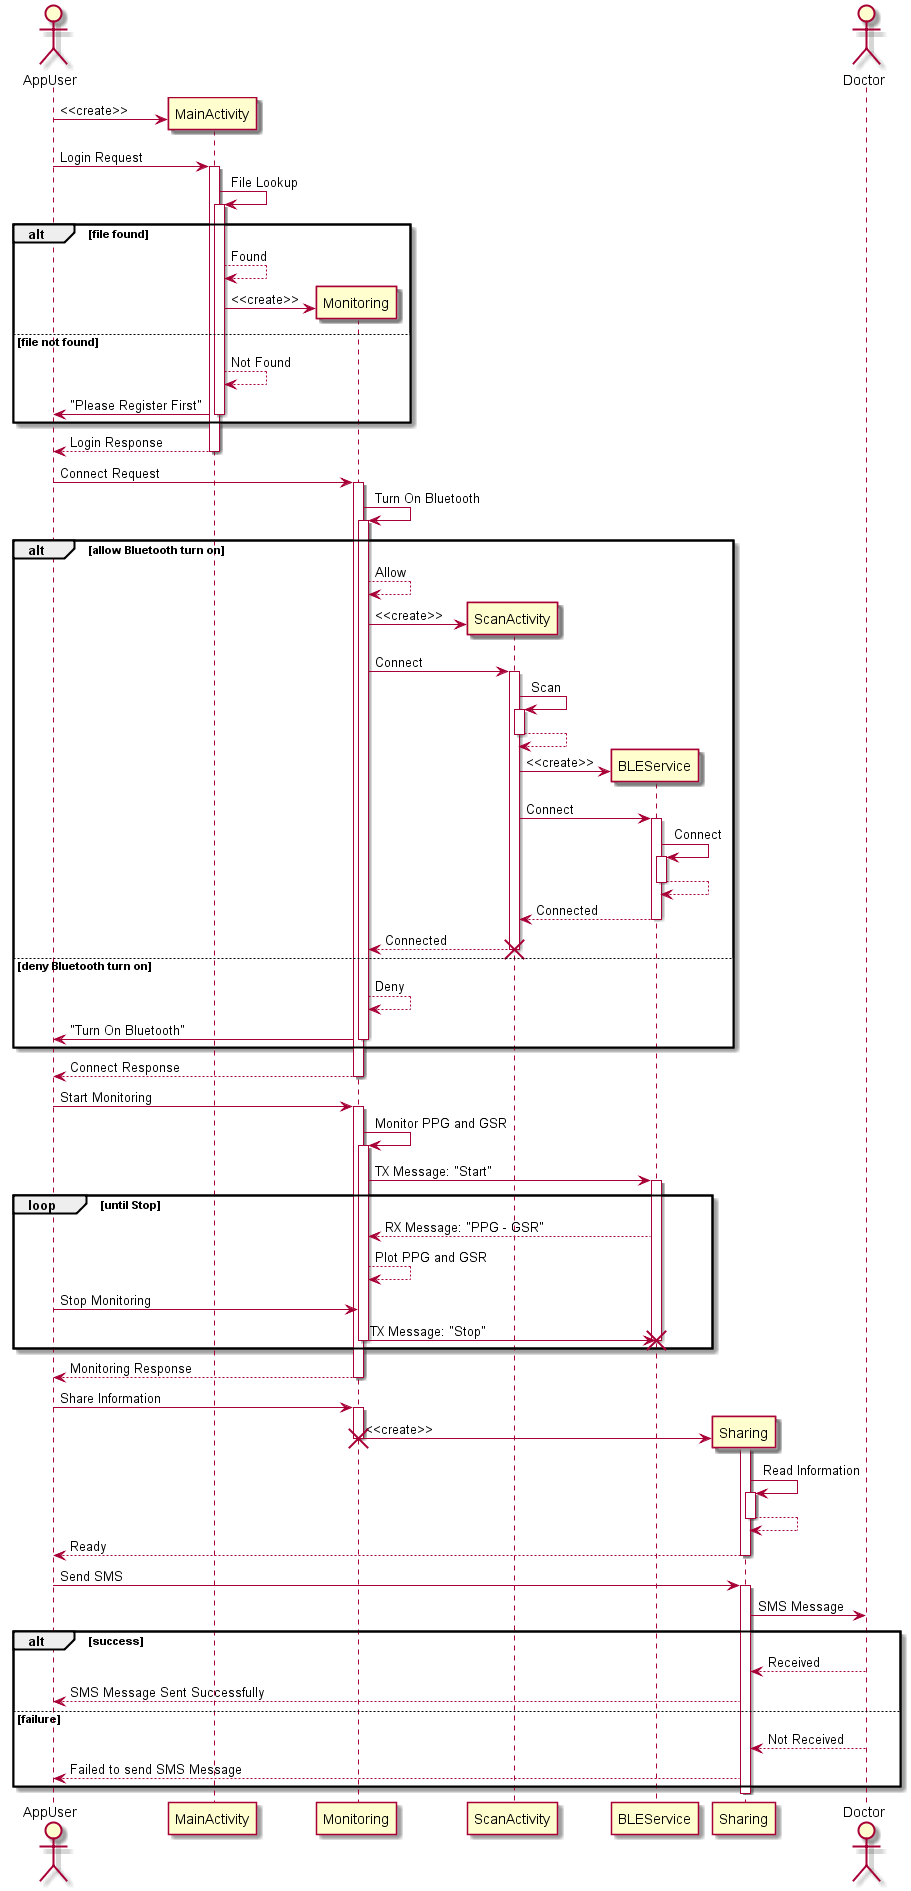 AppUser
Doctor
<<create>>
MainActivity
Login Request
File Lookup
alt
[file found]
Found
<<create>>
Monitoring
[file not found]
Not Found
"Please Register First"
Login Response
Connect Request
Turn On Bluetooth
alt
[allow Bluetooth turn on]
Allow
<<create>>
ScanActivity
Connect
Scan
<<create>>
BLEService
Connect
Connect
Connected
Connected
[deny Bluetooth turn on]
Deny
"Turn On Bluetooth"
Connect Response
Start Monitoring
Monitor PPG and GSR
TX Message: "Start"
loop
[until Stop]
RX Message: "PPG - GSR"
Plot PPG and GSR
Stop Monitoring
TX Message: "Stop"
Monitoring Response
Share Information
<<create>>
Sharing
Read Information
Ready
Send SMS
SMS Message
alt
[success]
Received
SMS Message Sent Successfully
[failure]
Not Received
Failed to send SMS Message
AppUser
MainActivity
Monitoring
ScanActivity
BLEService
Sharing
Doctor